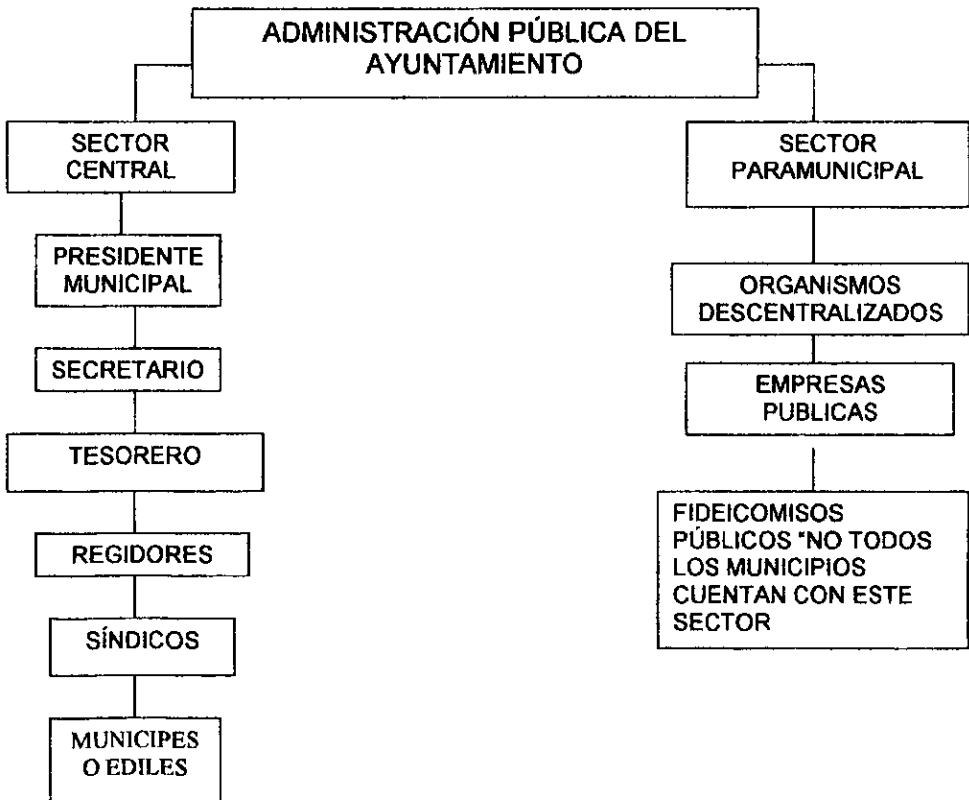 ADMINISTRACIÓN PÚBLICA DEL
AYUNTAMIENTO
SECTOR
CENTRAL
PRESIDENTE
MUNICIPAL
SECRETARIO
TESORERO
REGIDORES
SÍNDICOS
MUNICIPES
O EDILES
SECTOR
PARAMUNICIPAL
ORGANISMOS
DESCENTRALIZADOS
EMPRESAS
PUBLICAS
FIDEICOMISOS
PÚBLICOS "NO TODOS
LOS MUNICIPIOS
CUENTAN CON ESTE
SECTOR